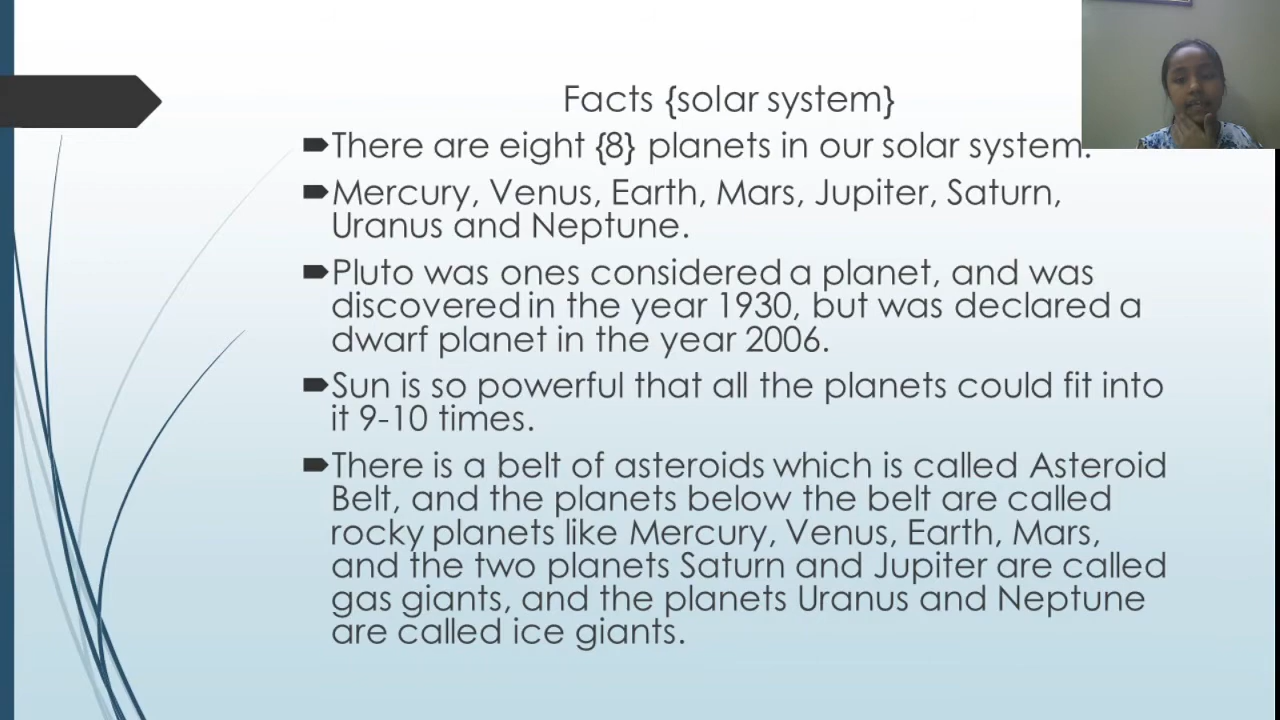 Facts {solar system}
There are eight {8} planets in our solar system.
Mercury, Venus, Earth, Mars, Jupiter, Saturn,
Uranus and Neptune.
Pluto was ones considered a planet, and was
discovered in the year 1930, but was declared a
dwarf planet in the year 2006.
Sun is so powerful that all the planets could fit into
it 9-10 times.
There is a belt of asteroids which is called Asteroid
Belt, and the planets below the belt are called
rocky planets like Mercury, Venus, Earth, Mars,
and the two planets Saturn and Jupiter are called
gas giants, and the planets Uranus and Neptune
are called ice giants.